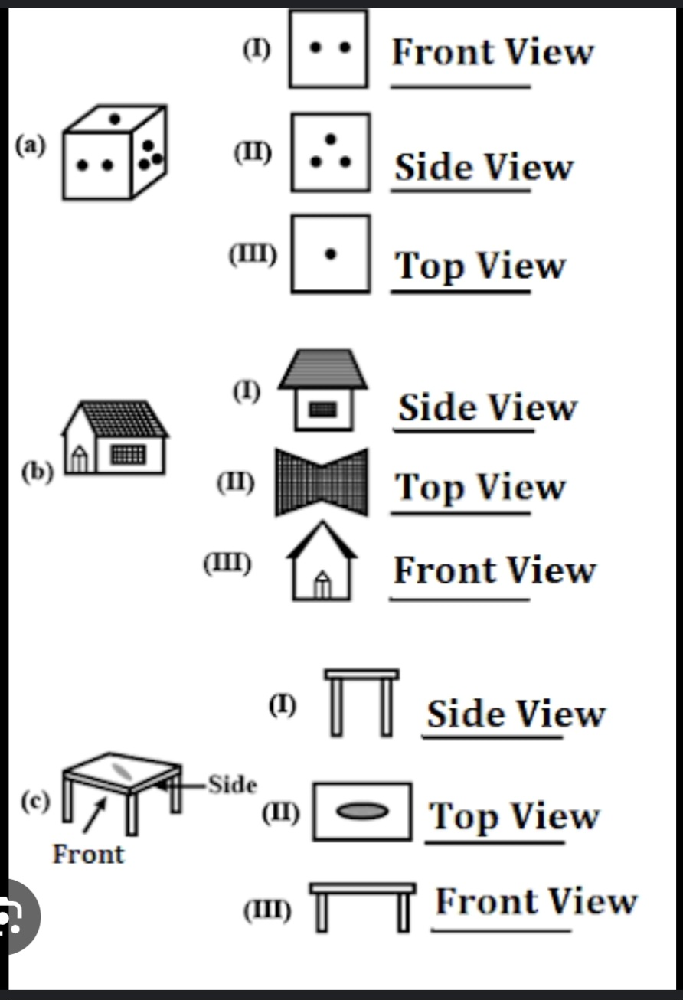 (I) Front View
(a)
(II) Side View
(III) Top View
(I) Side View
(b)
(II) Top View
(III) Front View
(I) Side View
(c)
Side
Front
(II) Top View
(III) Front View